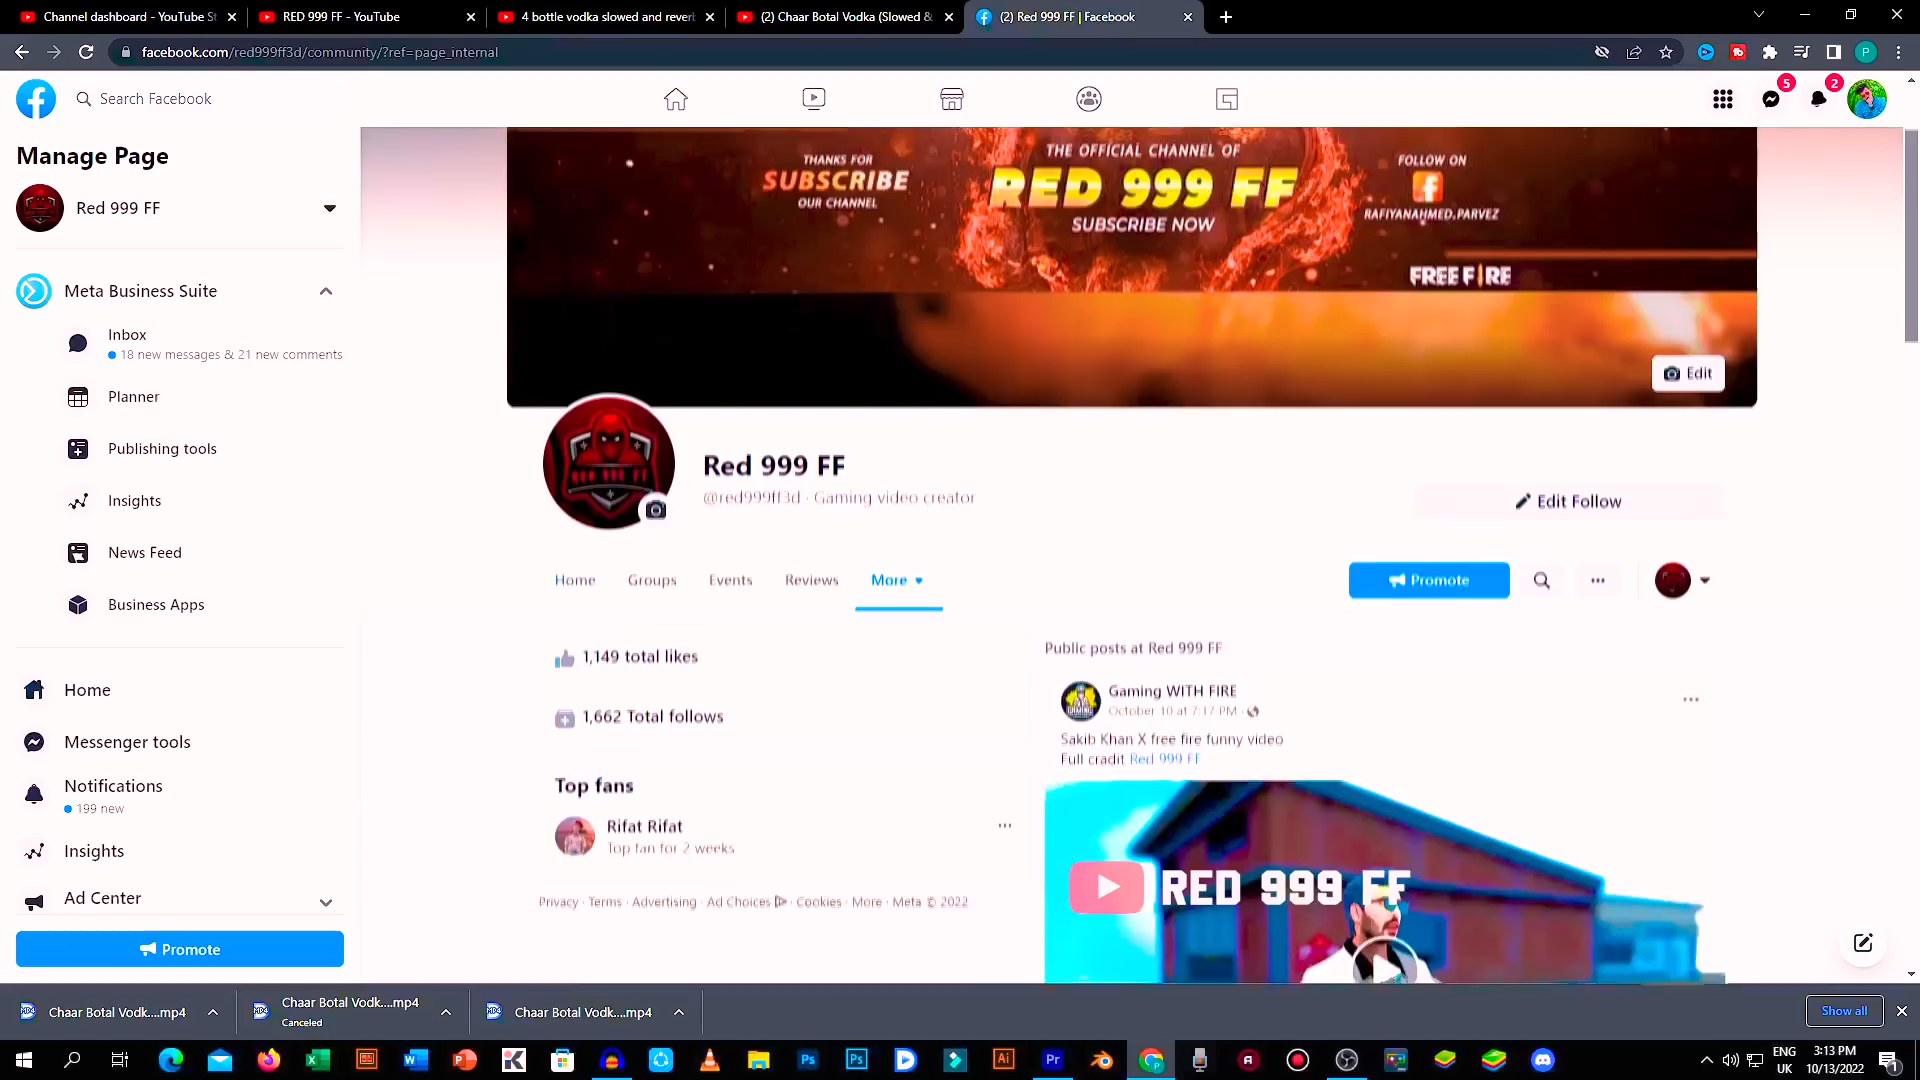 Channel dashboard - YouTube St
RED 999 FF - YouTube
4 bottle vodka slowed and rever
(2) Chaar Botal Vodka (Slowed &
(2) Red 999 FF | Facebook
facebook.com/red999ff3d/community/?ref=page_internal
P
Search Facebook
5
2
Manage Page
Red 999 FF
Meta Business Suite
Inbox
18 new messages & 21 new comments
Planner
Publishing tools
Insights
News Feed
Business Apps
Home
Messenger tools
Notifications
199 new
Insights
Ad Center
Promote
THANKS FOR
SUBSCRIBE
OUR CHANNEL
THE OFFICIAL CHANNEL OF
RED 999 FF
SUBSCRIBE NOW
FOLLOW ON
RAFIYANAHMED.PARVEZ
FREE FIRE
Edit
RED 999 FF
Red 999 FF
@red999ff3d · Gaming video creator
Edit Follow
Home
Groups
Events
Reviews
More
Promote
1,149 total likes
1,662 Total follows
Top fans
Rifat Rifat
Top fan for 2 weeks
Privacy · Terms · Advertising · Ad Choices · Cookies · More · Meta © 2022
Public posts at Red 999 FF
Gaming WITH FIRE
October 10 at 7:17 PM ·
Sakib Khan X free fire funny video
Full cradit Red 999 FF
RED 999 FF
Chaar Botal Vodk....mp4
Chaar Botal Vodk....mp4
Canceled
Chaar Botal Vodk....mp4
Show all
ENG
UK
3:13 PM
10/13/2022
1